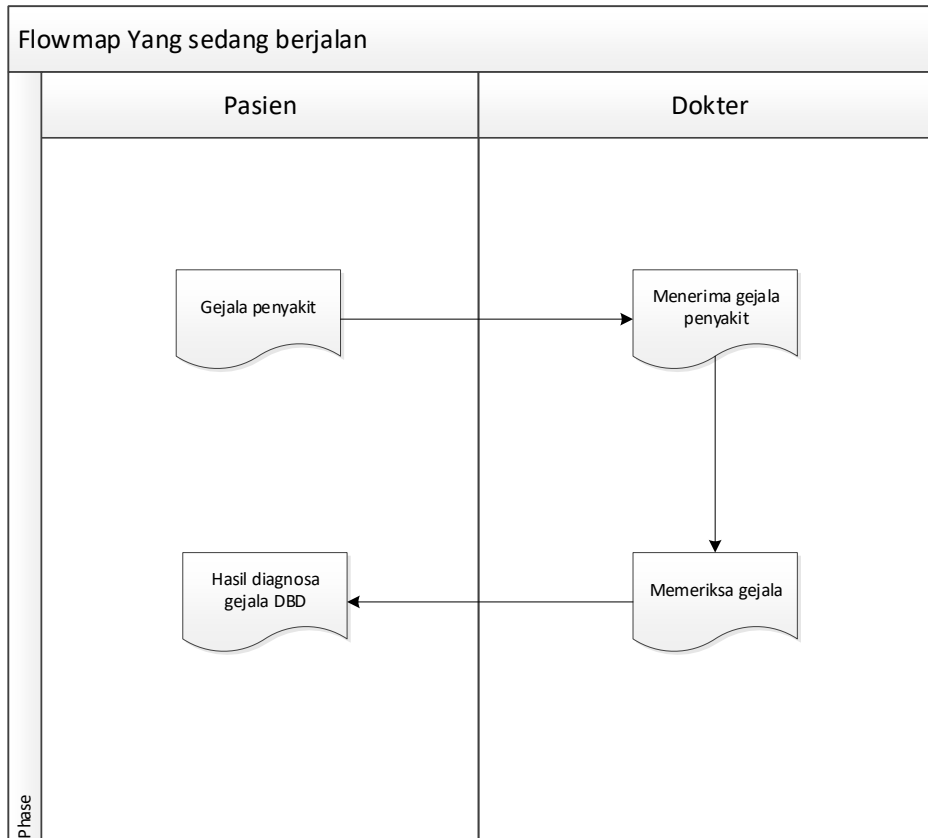 Flowmap Yang sedang berjalan
Pasien
Dokter
Gejala penyakit
Menerima gejala
penyakit
Hasil diagnosa
gejala DBD
Memeriksa gejala
Phase